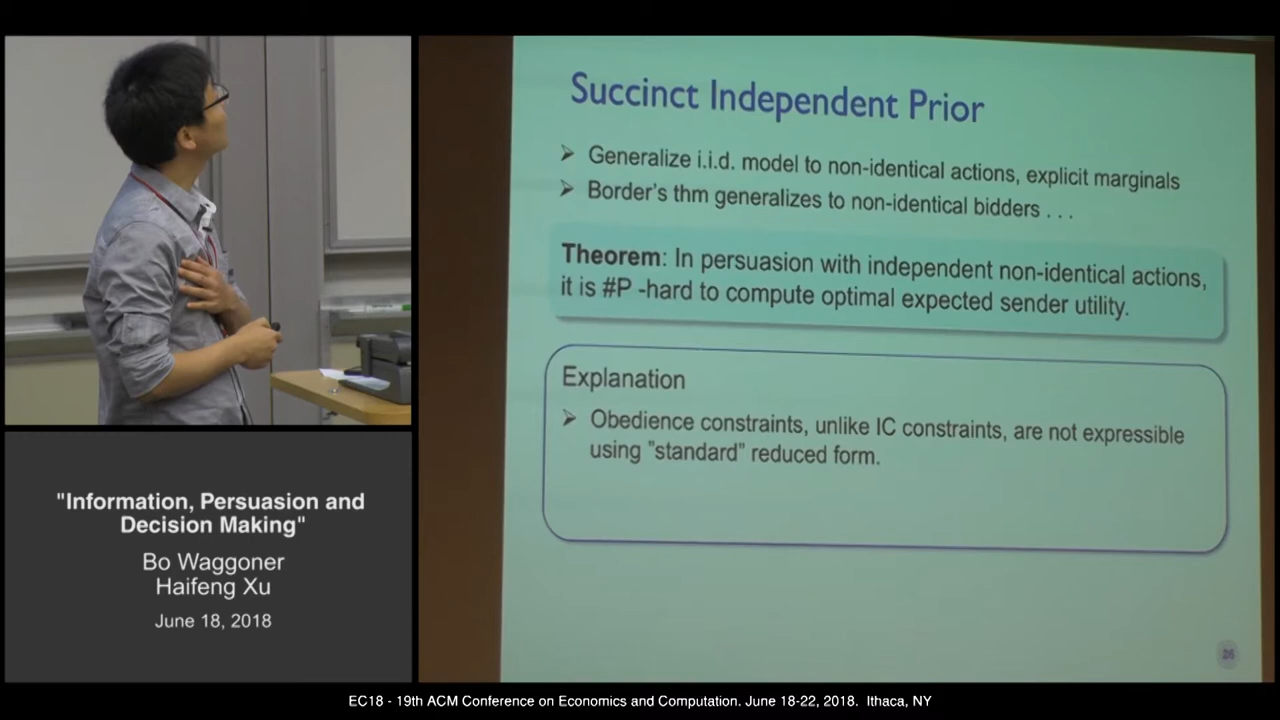 Succinct Independent Prior
Generalize i.i.d. model to non-identical actions, explicit marginals
Border's thm generalizes to non-identical bidders . . .
Theorem: In persuasion with independent non-identical actions,
it is #P -hard to compute optimal expected sender utility.
Explanation
Obedience constraints, unlike IC constraints, are not expressible
using "standard" reduced form.
26
"Information, Persuasion and
Decision Making"
Bo Waggoner
Haifeng Xu
June 18, 2018
EC18 - 19th ACM Conference on Economics and Computation. June 18-22, 2018. Ithaca, NY